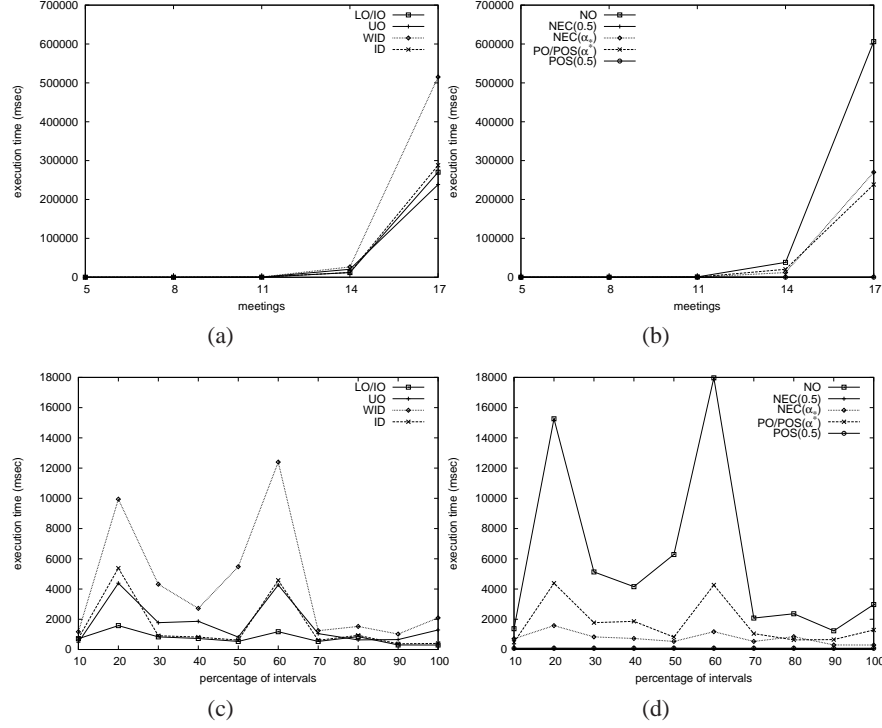 700000
600000
500000
400000
300000
200000
100000
0
execution time (msec)
5 8 11 14 17
meetings
LO/IO
UO
WID
ID
(a)
700000
600000
500000
400000
300000
200000
100000
0
execution time (msec)
5 8 11 14 17
meetings
NO
NEC(0.5)
NEC(α*)
PO/POS(α*)
POS(0.5)
(b)
18000
16000
14000
12000
10000
8000
6000
4000
2000
0
execution time (msec)
10 20 30 40 50 60 70 80 90 100
percentage of intervals
LO/IO
UO
WID
ID
(c)
18000
16000
14000
12000
10000
8000
6000
4000
2000
0
execution time (msec)
10 20 30 40 50 60 70 80 90 100
percentage of intervals
NO
NEC(0.5)
NEC(α*)
PO/POS(α*)
POS(0.5)
(d)